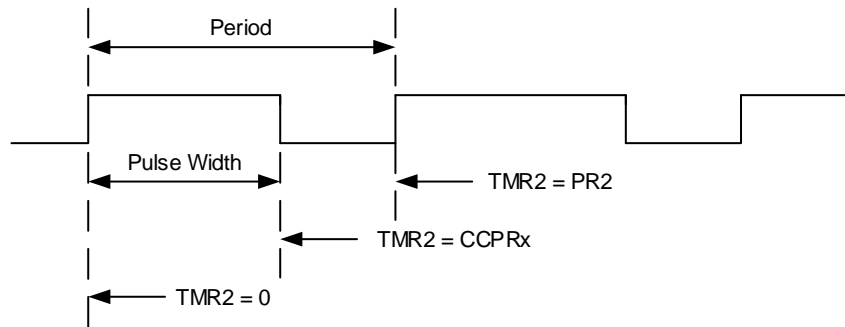 Period
Pulse Width
TMR2 = PR2
TMR2 = CCPRx
TMR2 = 0